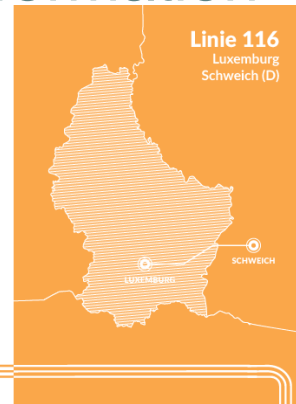 Linie 116
Luxemburg
Schweich (D)
SCHWEICH
LUXEMBURG